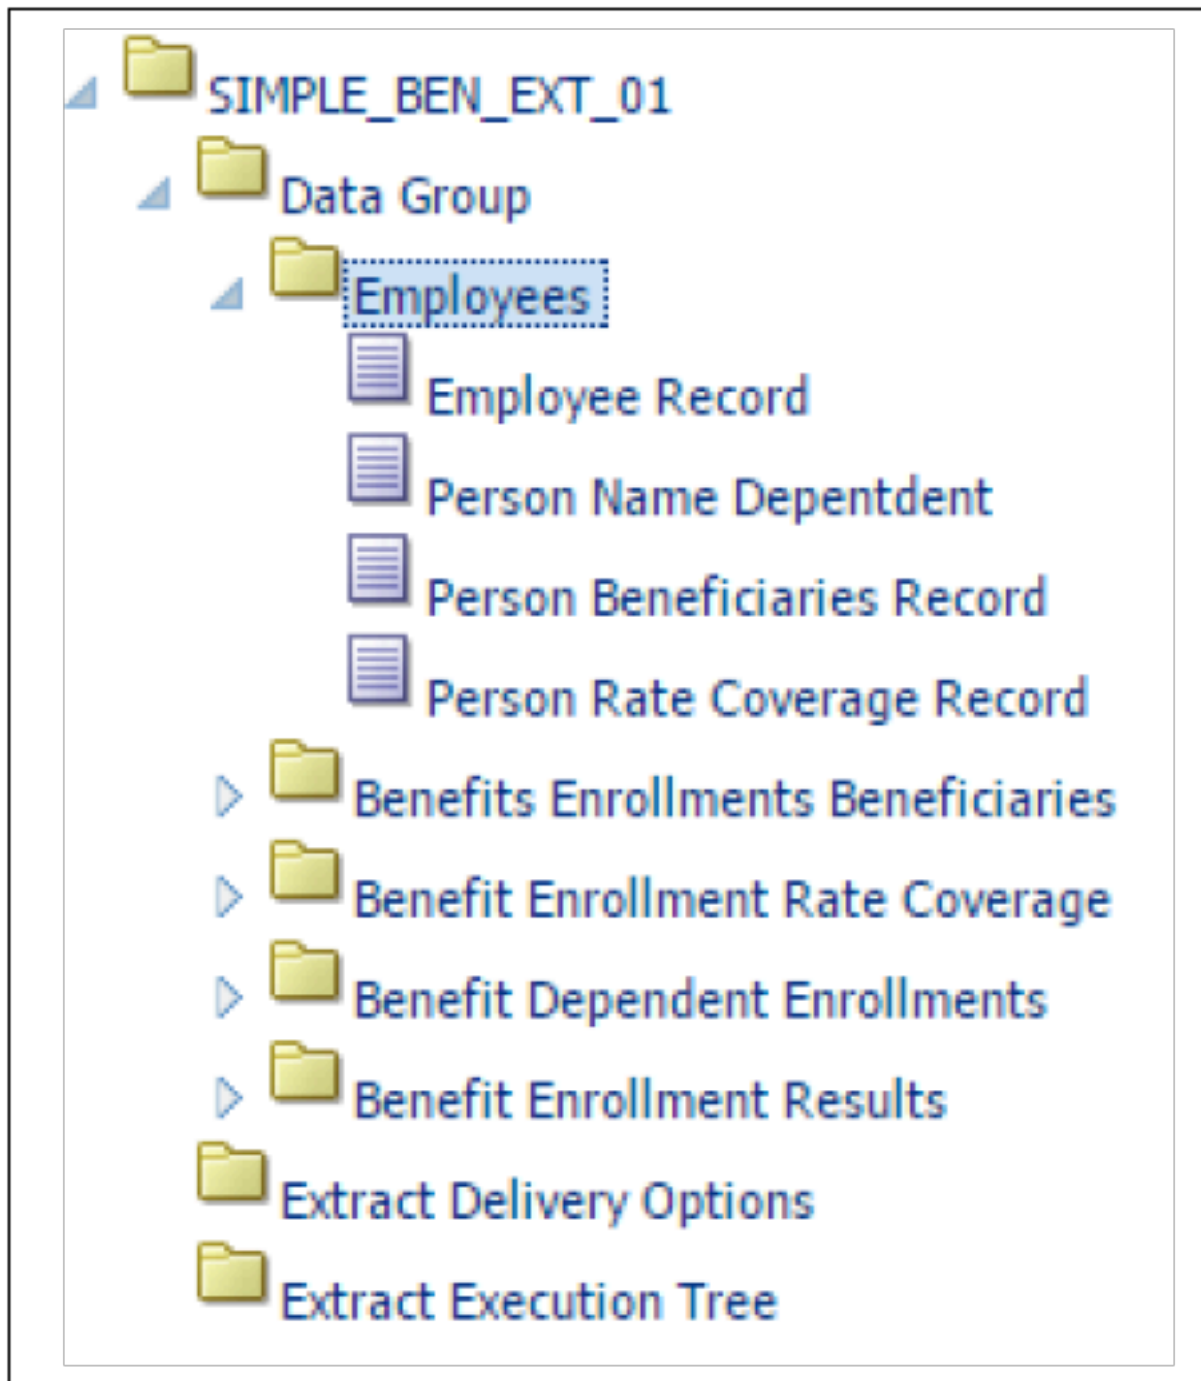 SIMPLE_BEN_EXT_01
Data Group
Employees
Employee Record
Person Name Depentdent
Person Beneficiaries Record
Person Rate Coverage Record
Benefits Enrollments Beneficiaries
Benefit Enrollment Rate Coverage
Benefit Dependent Enrollments
Benefit Enrollment Results
Extract Delivery Options
Extract Execution Tree